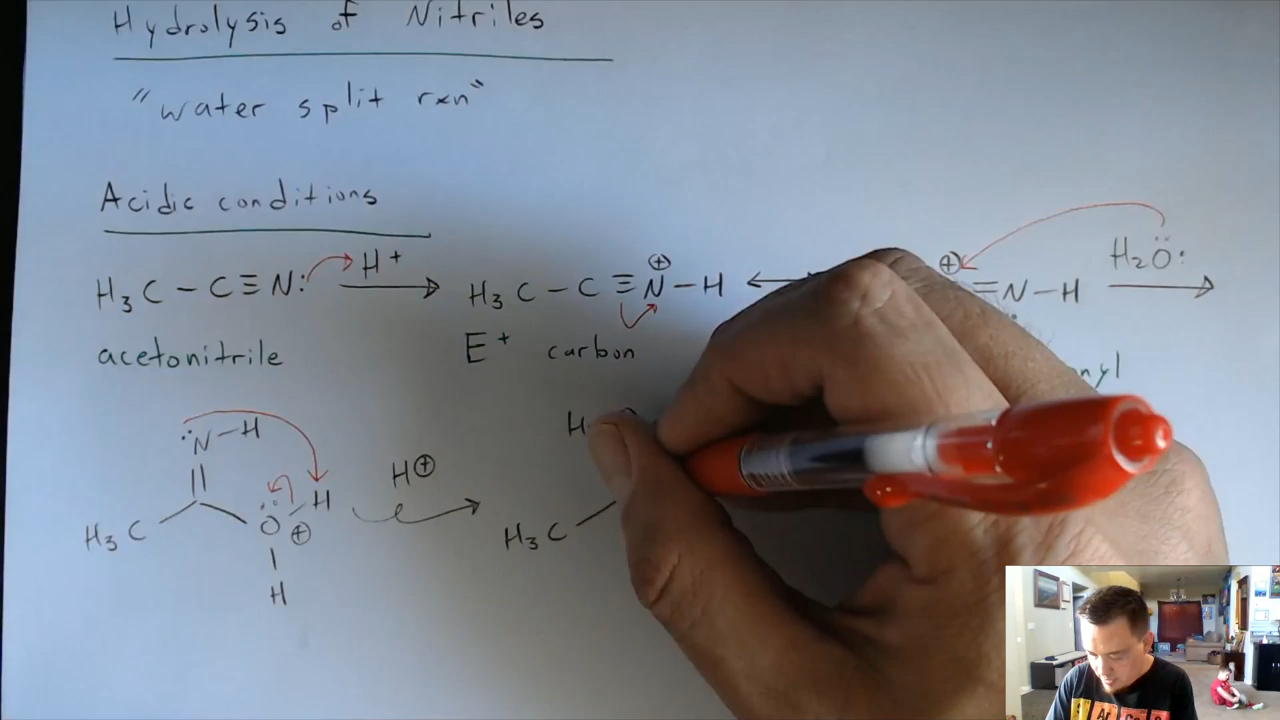 Hydrolysis of Nitriles
"water split rxn"
Acidic conditions
H₃C – C ≡ N: H⁺ → H₃C – C ≡ N – H ⊕ ↔ ⊕ = N – H H₂O: →
acetonitrile E⁺ carbon
:N – H H
H ⊕
H
H₃C O ⊕ H₃C
H